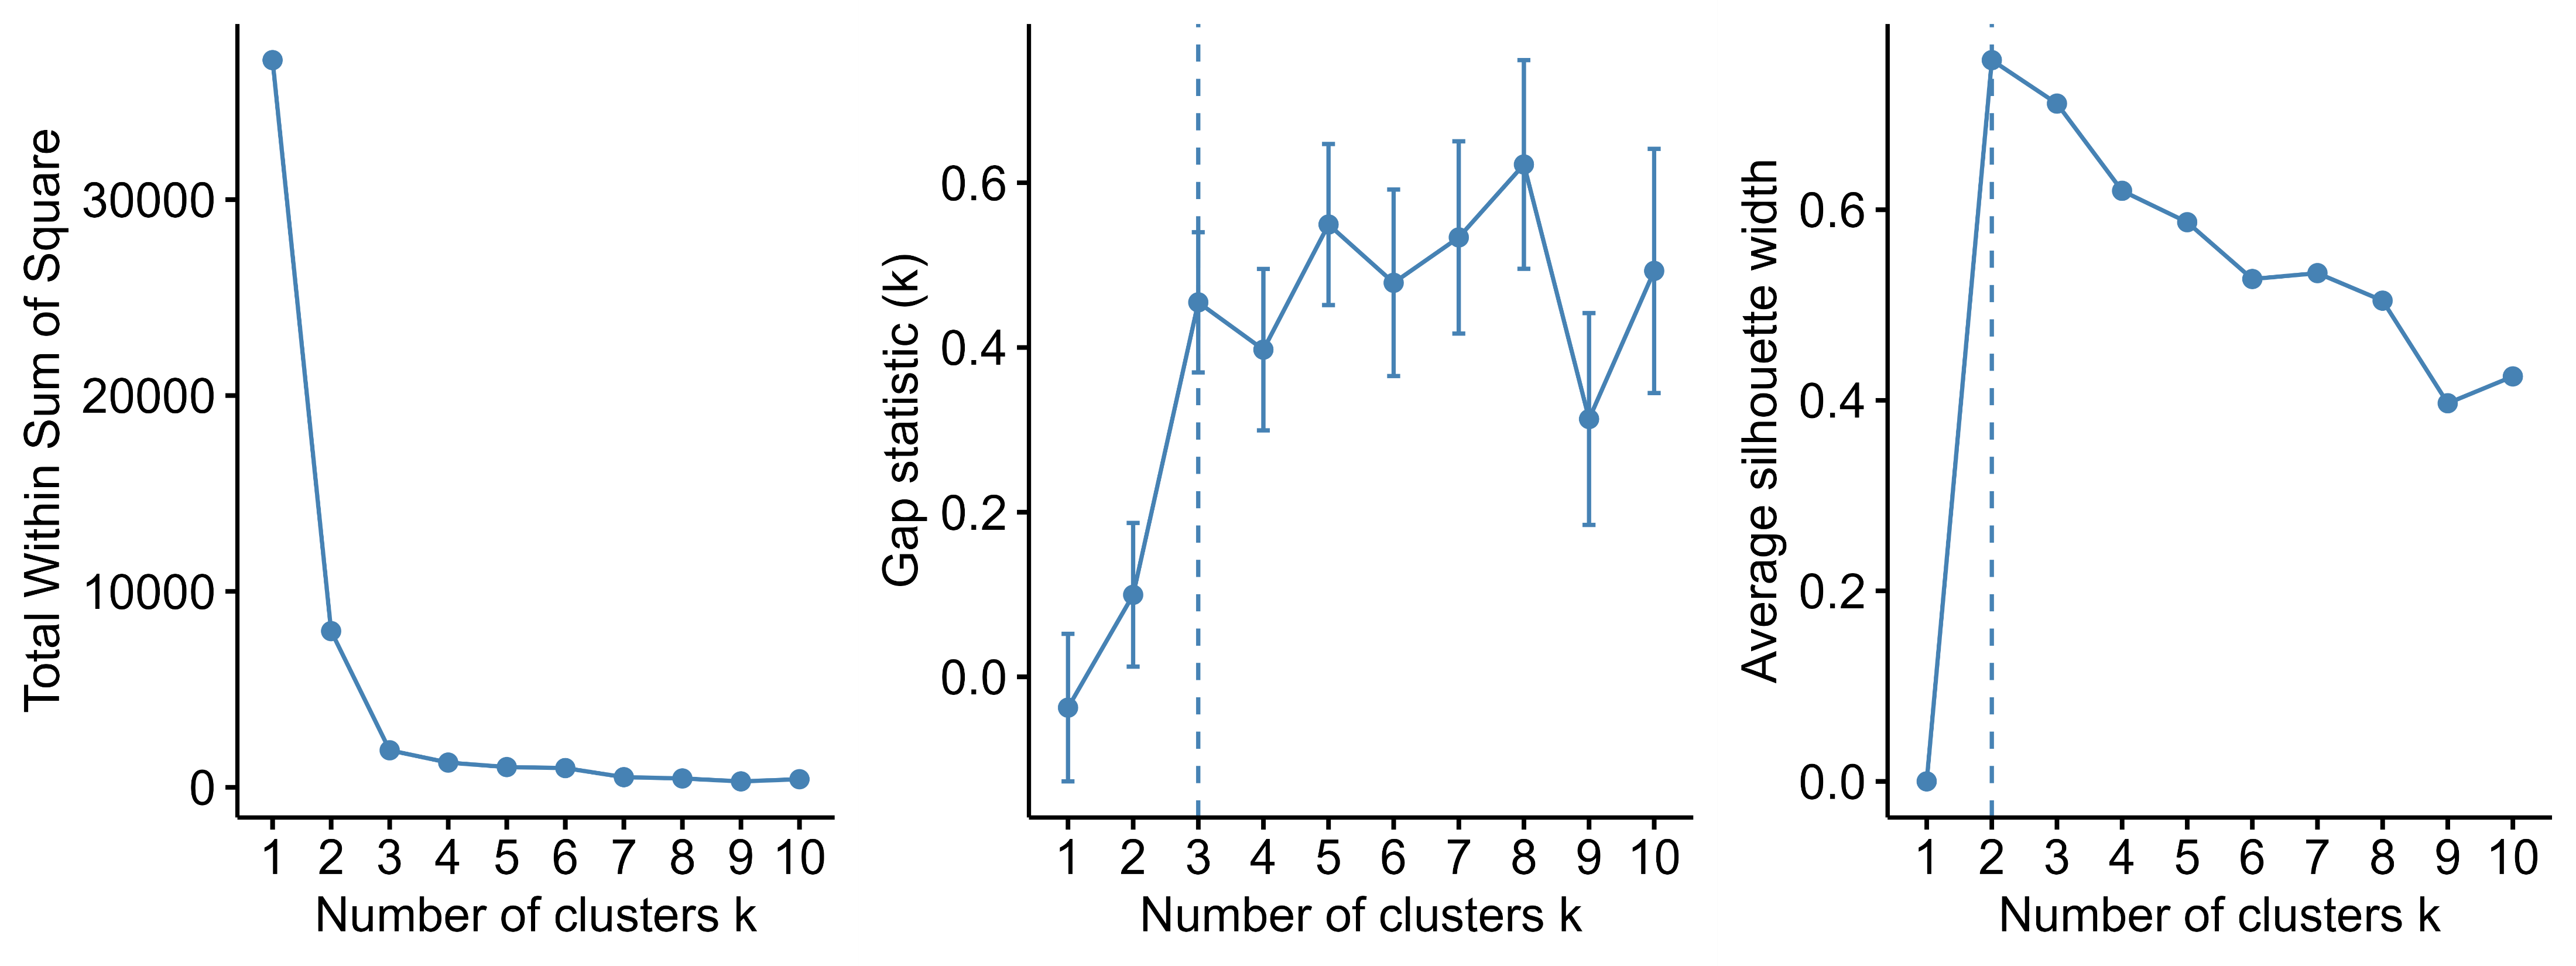 Total Within Sum of Square
30000
20000
10000
0
1 2 3 4 5 6 7 8 9 10
Number of clusters k
Gap statistic (k)
0.6
0.4
0.2
0.0
1 2 3 4 5 6 7 8 9 10
Number of clusters k
Average silhouette width
0.6
0.4
0.2
0.0
1 2 3 4 5 6 7 8 9 10
Number of clusters k